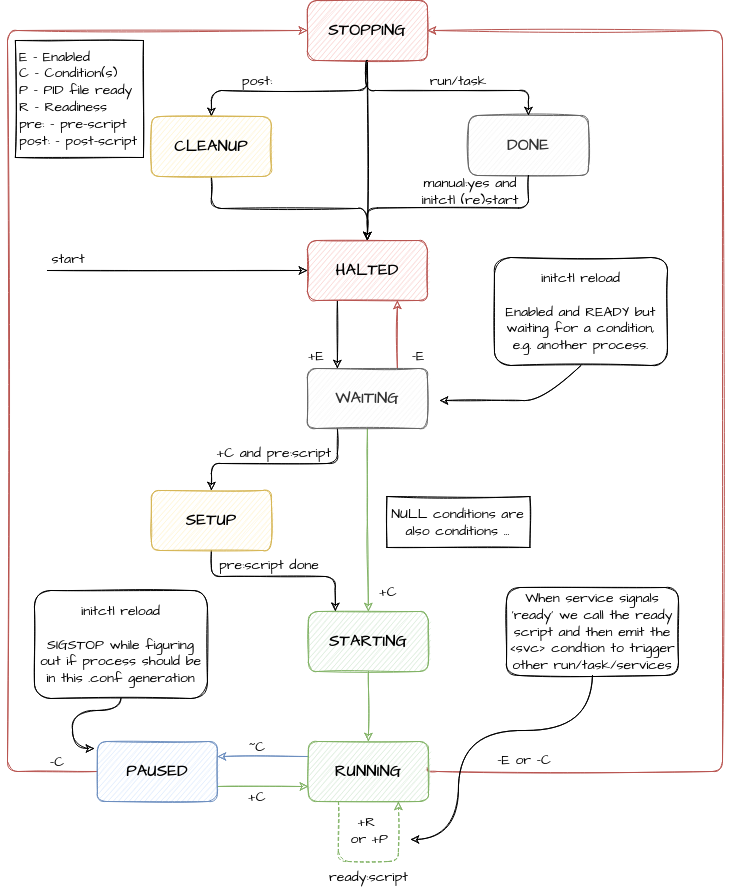 STOPPING
E - Enabled
C - Condition(s)
P - PID file ready
R - Readiness
pre: - pre-script
post: - post-script
post:
run/task
CLEANUP
DONE
manual:yes and
initctl (re)start
start
HALTED
initctl reload
Enabled and READY but
waiting for a condition,
e.g. another process.
+E
-E
WAITING
+C and pre:script
SETUP
NULL conditions are
also conditions ...
pre:script done
+C
initctl reload
SIGSTOP while figuring
out if process should be
in this .conf generation
STARTING
When service signals
'ready' we call the ready
script and then emit the
<svc> condtion to trigger
other run/task/services
-C
PAUSED
~C
+C
RUNNING
-E or -C
+R
or +P
ready:script